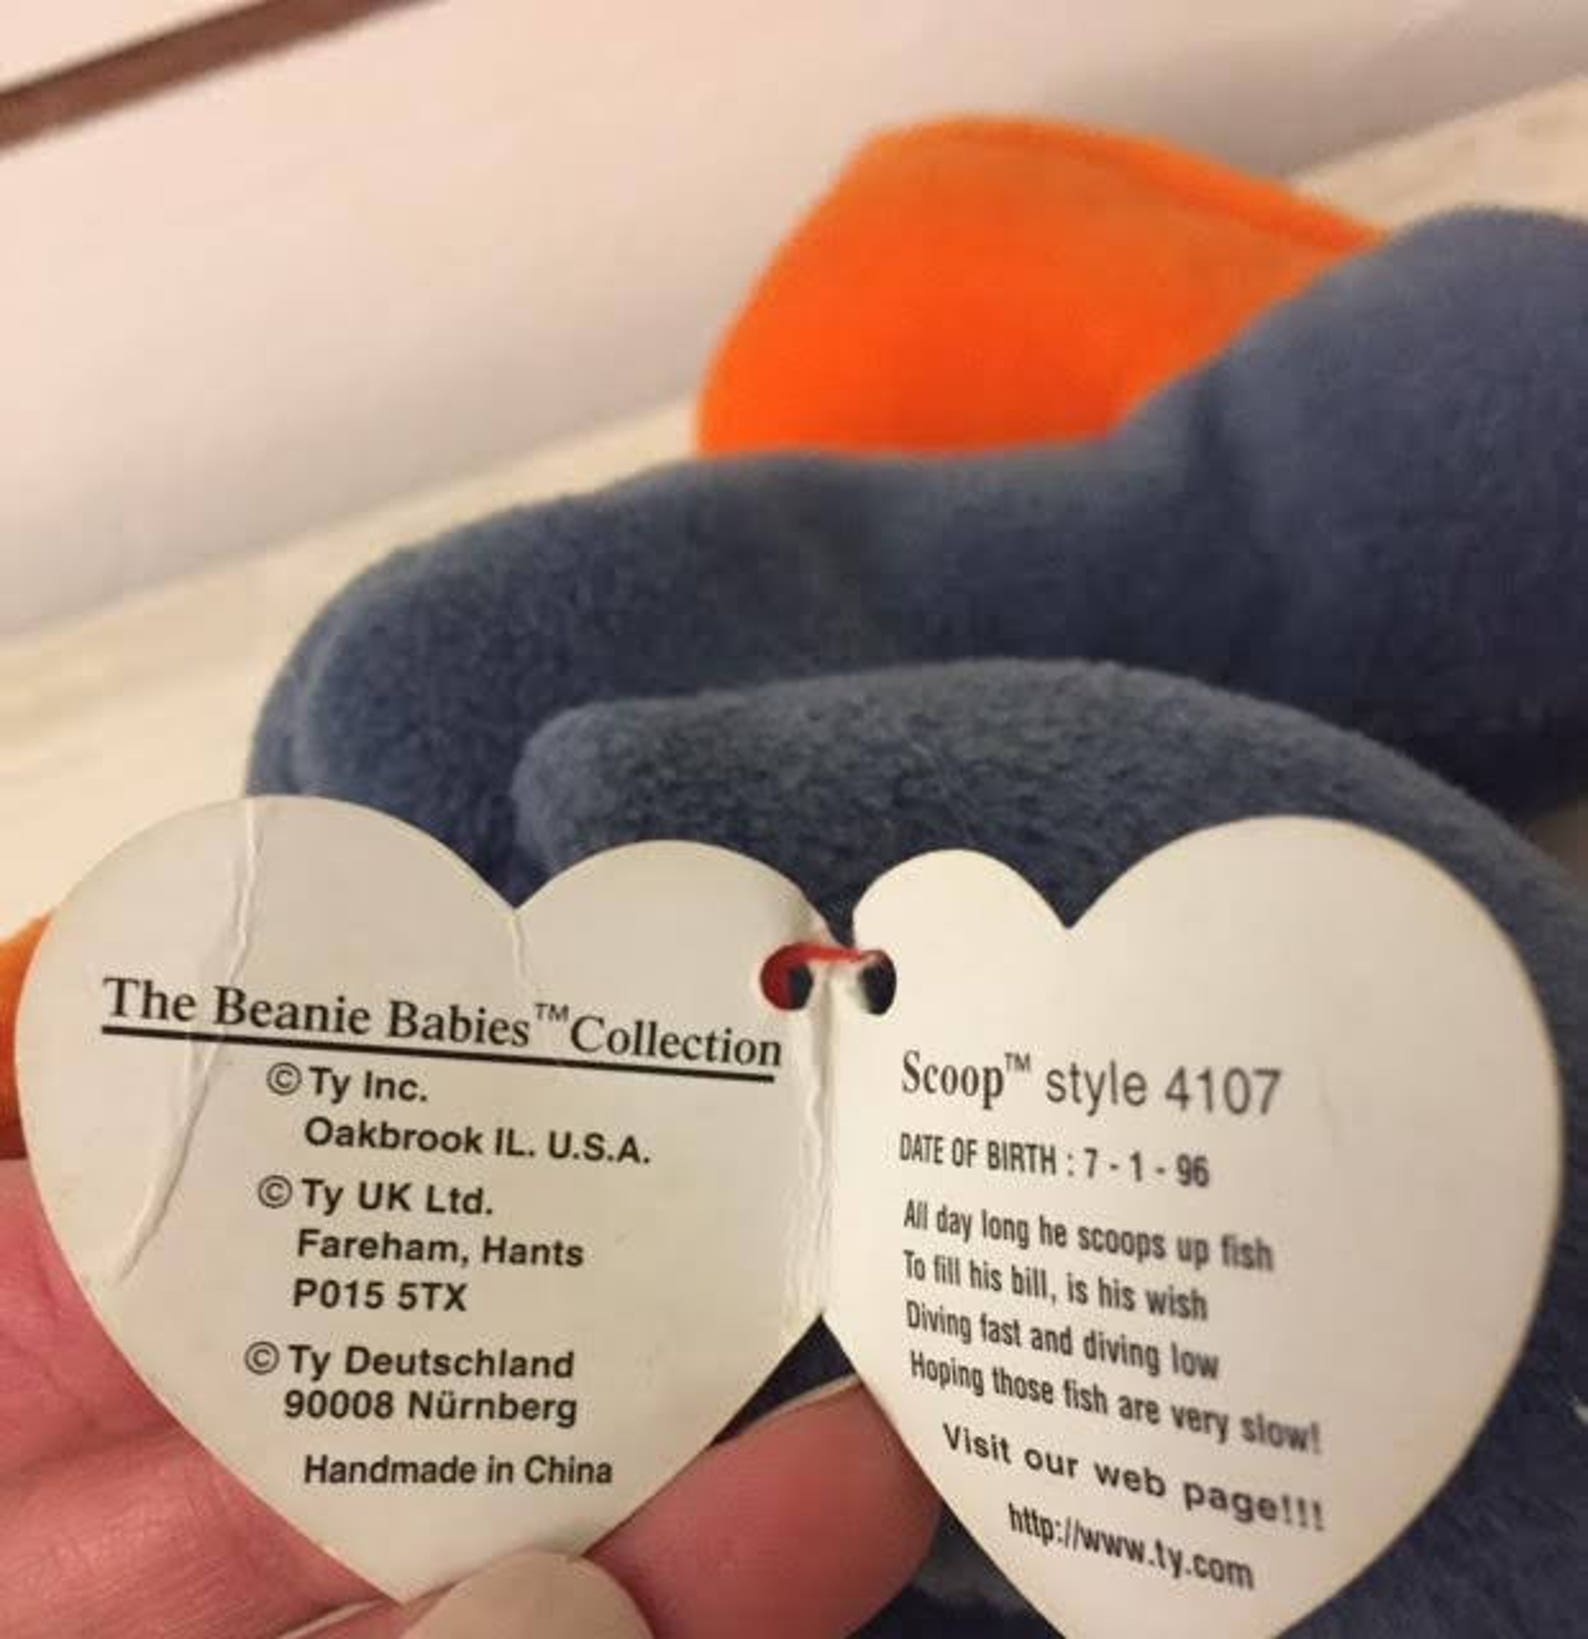 The Beanie Babies™Collection
©Ty Inc.
Oakbrook IL. U.S.A.
©Ty UK Ltd.
Fareham, Hants
P015 5TX
©Ty Deutschland
90008 Nürnberg
Handmade in China
Scoop™ style 4107
DATE OF BIRTH : 7 - 1 - 96
All day long he scoops up fish
To fill his bill, is his wish
Diving fast and diving low
Hoping those fish are very slow!
Visit our web page!!!
http://www.ty.com